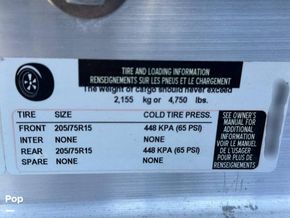 TIRE AND LOADING INFORMATION
RENSEIGNEMENTS SUR LES PNEUS ET LE CHARGEMENT
The weight of cargo should never exceed
2,155 kg or 4,750 lbs.
TIRE SIZE COLD TIRE PRESS.
FRONT 205/75R15 448 KPA (65 PSI)
INTER NONE NONE
REAR 205/75R15 448 KPA (65 PSI)
SPARE NONE NONE
SEE OWNER'S
MANUAL FOR
ADDITIONAL
INFORMATION
VOIR LE MANUEL
DE L'USAGER
POUR PLUS DE
RENSEIGNEMENTS
Pop